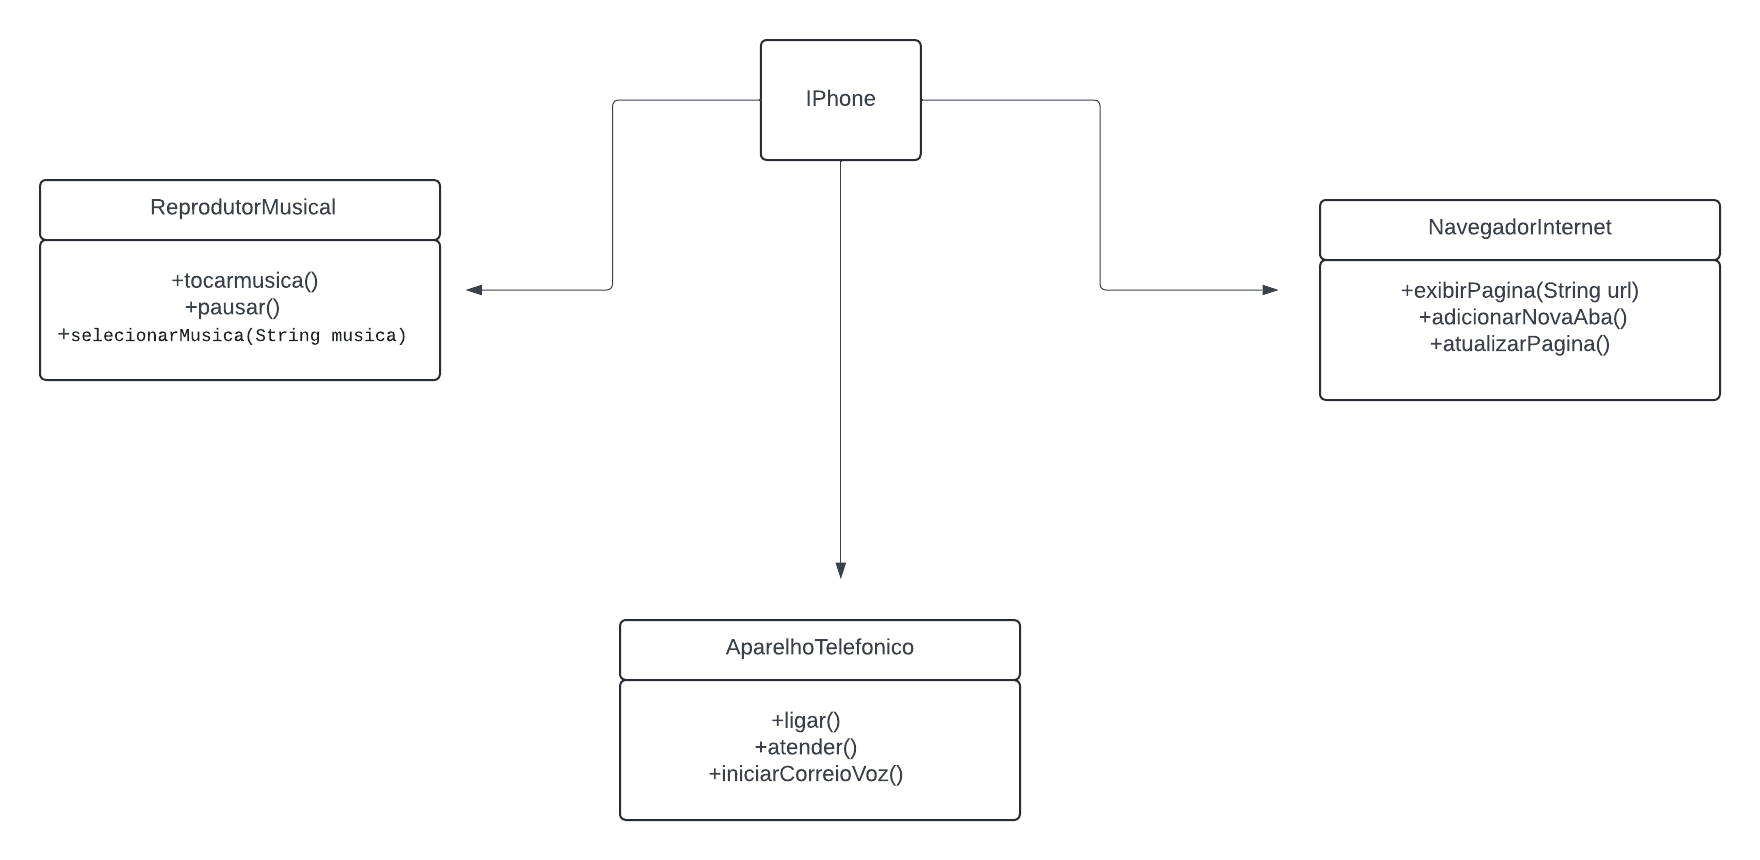 IPhone
ReprodutorMusical
+tocarmusica()
+pausar()
+selecionarMusica(String musica)
NavegadorInternet
+exibirPagina(String url)
+adicionarNovaAba()
+atualizarPagina()
AparelhoTelefonico
+ligar()
+atender()
+iniciarCorreioVoz()